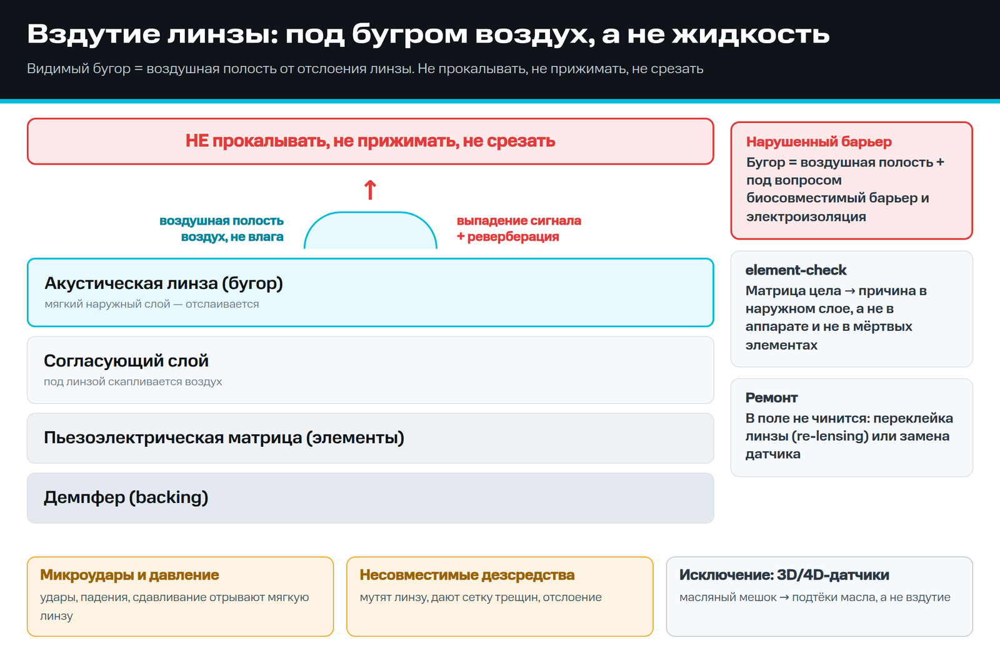 Вздутие линзы: под бугром воздух, а не жидкость
Видимый бугор = воздушная полость от отслоения линзы. Не прокалывать, не прижимать, не срезать
НЕ прокалывать, не прижимать, не срезать
↑
воздушная полость
воздух, не влага
выпадение сигнала
+ реверберация
Акустическая линза (бугор)
мягкий наружный слой — отслаивается
Согласующий слой
под линзой скапливается воздух
Пьезоэлектрическая матрица (элементы)
Демпфер (backing)
Нарушенный барьер
Бугор = воздушная полость +
под вопросом
биосовместимый барьер и
электроизоляция
element-check
Матрица цела → причина в
наружном слое, а не в
аппарате и не в мёртвых
элементах
Ремонт
В поле не чинится: переклейка
линзы (re-lensing) или замена
датчика
Микроудары и давление
удары, падения, сдавливание отрывают мягкую
линзу
Несовместимые дезсредства
мутят линзу, дают сетку трещин, отслоение
Исключение: 3D/4D-датчики
масляный мешок → подтёки масла, а не вздутие